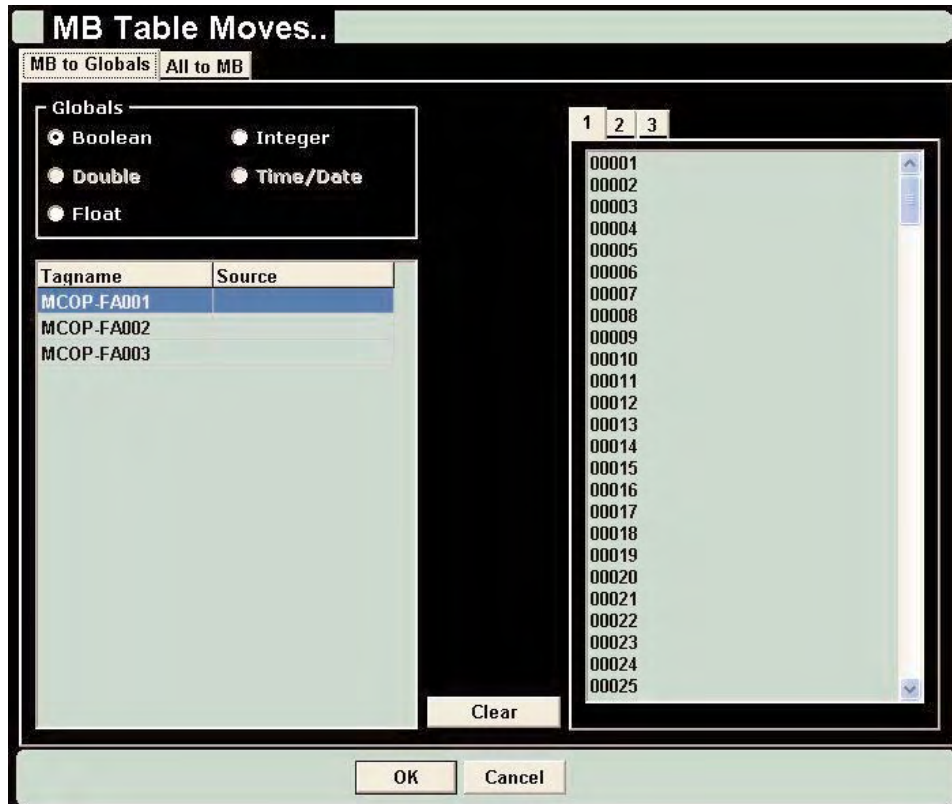 MB Table Moves..
MB to Globals All to MB
Globals
Boolean Integer
Double Time/Date
Float
Tagname Source
MCOP-FA001
MCOP-FA002
MCOP-FA003
1 2 3
00001
00002
00003
00004
00005
00006
00007
00008
00009
00010
00011
00012
00013
00014
00015
00016
00017
00018
00019
00020
00021
00022
00023
00024
00025
Clear
OK Cancel